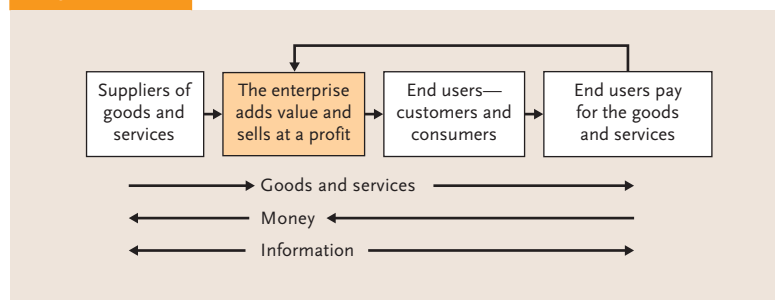 Suppliers of
goods and
services
The enterprise
adds value and
sells at a profit
End users—
customers and
consumers
End users pay
for the goods
and services
Goods and services
Money
Information